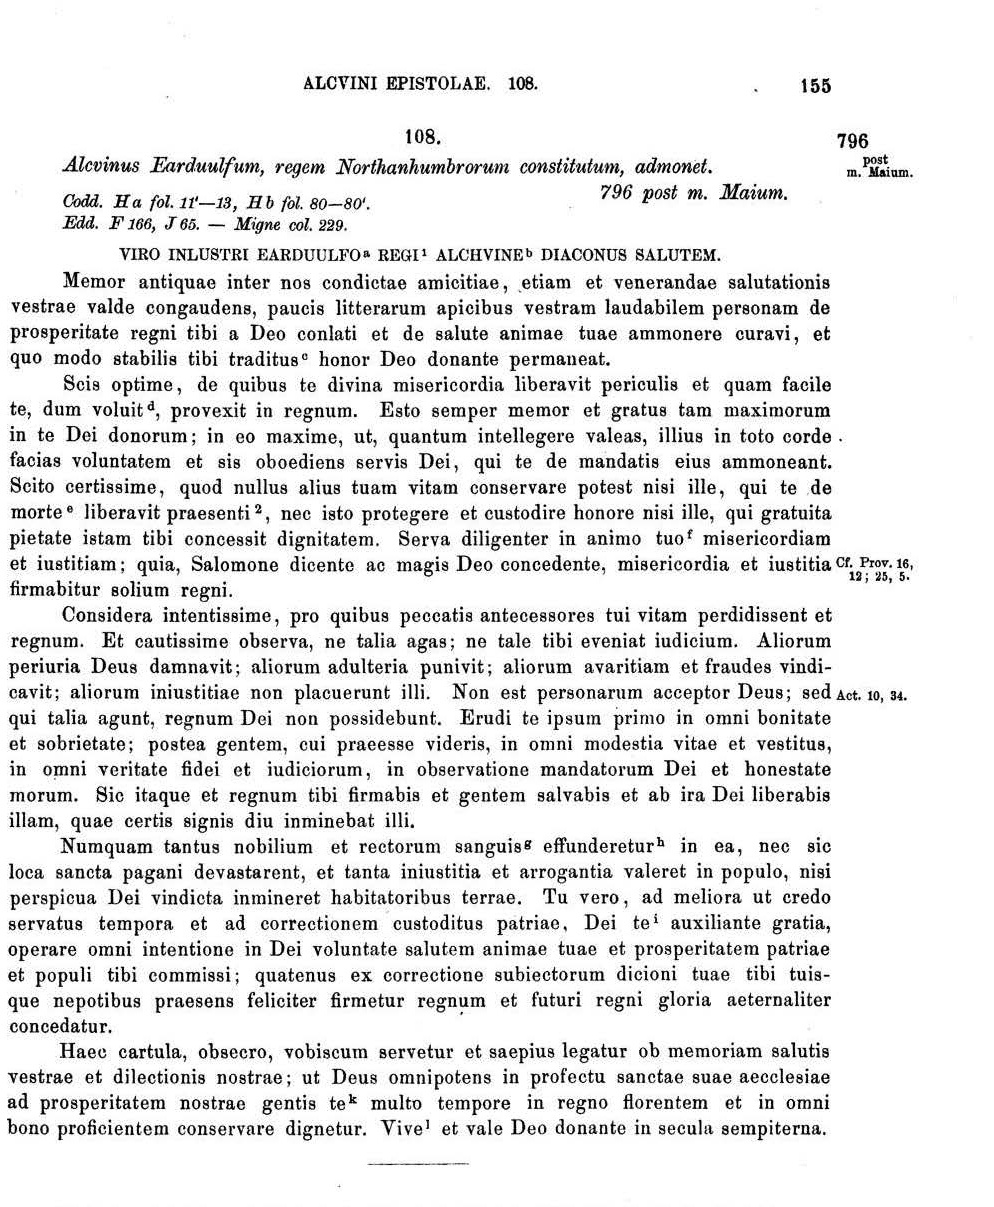 ALCVINI EPISTOLAE. 108. 155
108.
796
post
m. Maium.
Alcvinus Earduulfum, regem Northanhumbrorum constitutum, admonet.
796 post m. Maium.
Codd. Ha fol. 11'—13, Hb fol. 80—80'.
Edd. F 166, J 65. — Migne col. 229.
VIRO INLUSTRI EARDUULFOᵃ REGI¹ ALCHVINEᵇ DIACONUS SALUTEM.
Memor antiquae inter nos condictae amicitiae, etiam et venerandae salutationis
vestrae valde congaudens, paucis litterarum apicibus vestram laudabilem personam de
prosperitate regni tibi a Deo conlati et de salute animae tuae ammonere curavi, et
quo modo stabilis tibi traditusᶜ honor Deo donante permaneat.
Scis optime, de quibus te divina misericordia liberavit periculis et quam facile
te, dum voluitᵈ, provexit in regnum. Esto semper memor et gratus tam maximorum
in te Dei donorum; in eo maxime, ut, quantum intellegere valeas, illius in toto corde
facias voluntatem et sis oboediens servis Dei, qui te de mandatis eius ammoneant.
Scito certissime, quod nullus alius tuam vitam conservare potest nisi ille, qui te de
morteᵉ liberavit praesenti², nec isto protegere et custodire honore nisi ille, qui gratuita
pietate istam tibi concessit dignitatem. Serva diligenter in animo tuoᶠ misericordiam
et iustitiam; quia, Salomone dicente ac magis Deo concedente, misericordia et iustitia Cf. Prov. 16,
12; 25, 5.
firmabitur solium regni.
Considera intentissime, pro quibus peccatis antecessores tui vitam perdidissent et
regnum. Et cautissime observa, ne talia agas; ne tale tibi eveniat iudicium. Aliorum
periuria Deus damnavit; aliorum adulteria punivit; aliorum avaritiam et fraudes vindi-
cavit; aliorum iniustitiae non placuerunt illi. Non est personarum acceptor Deus; sed Act. 10, 34.
qui talia agunt, regnum Dei non possidebunt. Erudi te ipsum primo in omni bonitate
et sobrietate; postea gentem, cui praeesse videris, in omni modestia vitae et vestitus,
in omni veritate fidei et iudiciorum, in observatione mandatorum Dei et honestate
morum. Sic itaque et regnum tibi firmabis et gentem salvabis et ab ira Dei liberabis
illam, quae certis signis diu inminebat illi.
Numquam tantus nobilium et rectorum sanguisᵍ effundereturʰ in ea, nec sic
loca sancta pagani devastarent, et tanta iniustitia et arrogantia valeret in populo, nisi
perspicua Dei vindicta inmineret habitatoribus terrae. Tu vero, ad meliora ut credo
servatus tempora et ad correctionem custoditus patriae, Dei teⁱ auxiliante gratia,
operare omni intentione in Dei voluntate salutem animae tuae et prosperitatem patriae
et populi tibi commissi; quatenus ex correctione subiectorum dicioni tuae tibi tuis-
que nepotibus praesens feliciter firmetur regnum et futuri regni gloria aeternaliter
concedatur.
Haec cartula, obsecro, vobiscum servetur et saepius legatur ob memoriam salutis
vestrae et dilectionis nostrae; ut Deus omnipotens in profectu sanctae suae aecclesiae
ad prosperitatem nostrae gentis teᵏ multo tempore in regno florentem et in omni
bono proficientem conservare dignetur. Viveˡ et vale Deo donante in secula sempiterna.